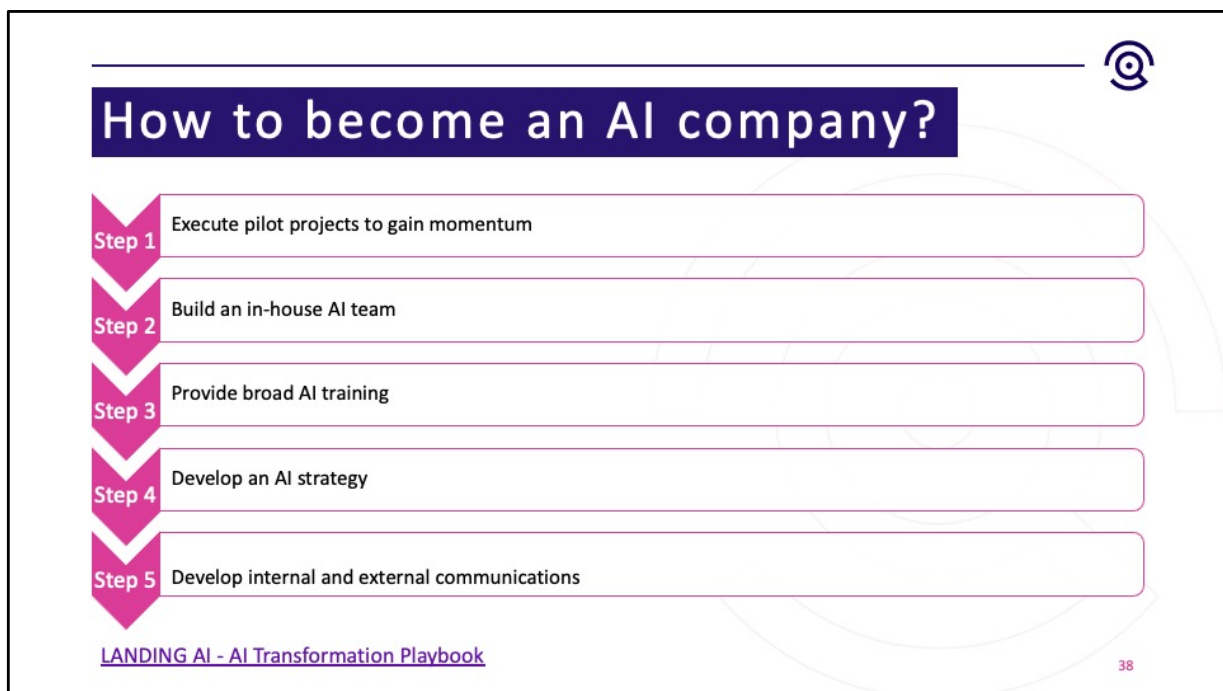 How to become an AI company?
Step 1
Execute pilot projects to gain momentum
Step 2
Build an in-house AI team
Step 3
Provide broad AI training
Step 4
Develop an AI strategy
Step 5
Develop internal and external communications
LANDING AI - AI Transformation Playbook
38